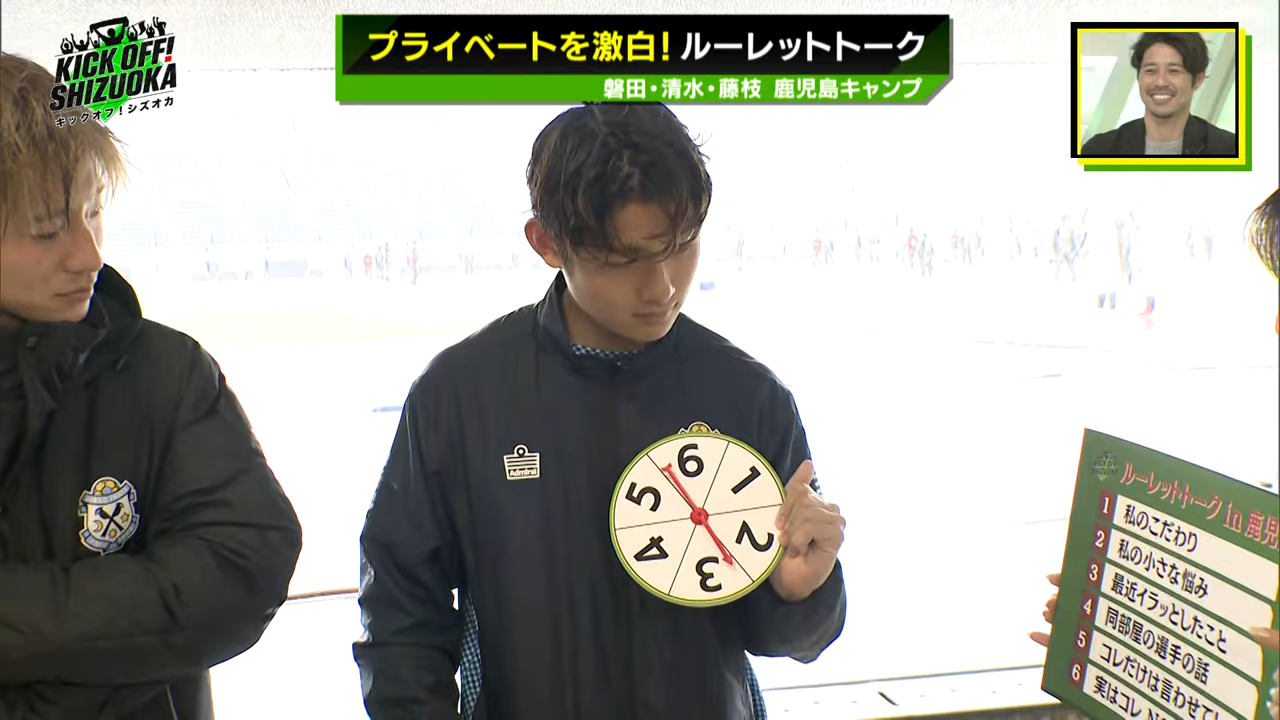 KICK OFF!
SHIZUOKA
キックオフ!シズオカ
プライベートを激白!ルーレットトーク
磐田・清水・藤枝 鹿児島キャンプ
Admiral
6
1
5
2
4
3
KICK OFF!
SHIZUOKA
ルーレットトーク in 鹿児
1 私のこだわり
2 私の小さな悩み
3 最近イラッとしたこと
4 同部屋の選手の話
5 コレだけは言わせて
6 実はコレ